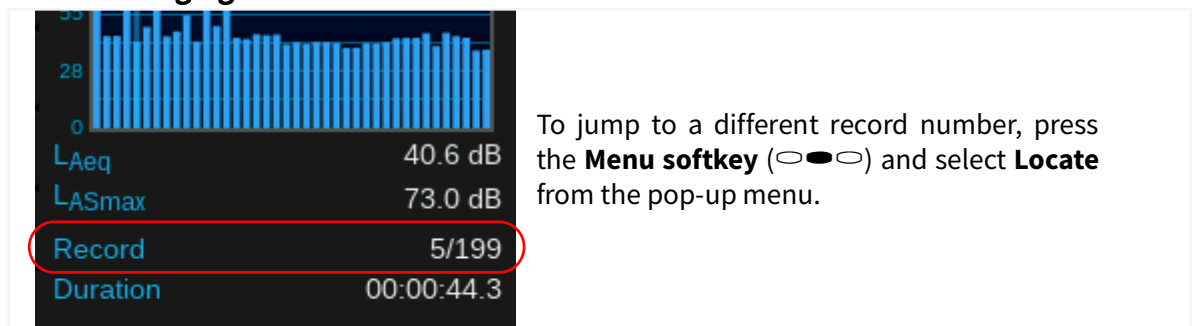 55
28
0
LAeq 40.6 dB
LASmax 73.0 dB
Record 5/199
Duration 00:00:44.3
To jump to a different record number, press
the Menu softkey () and select Locate
from the pop-up menu.